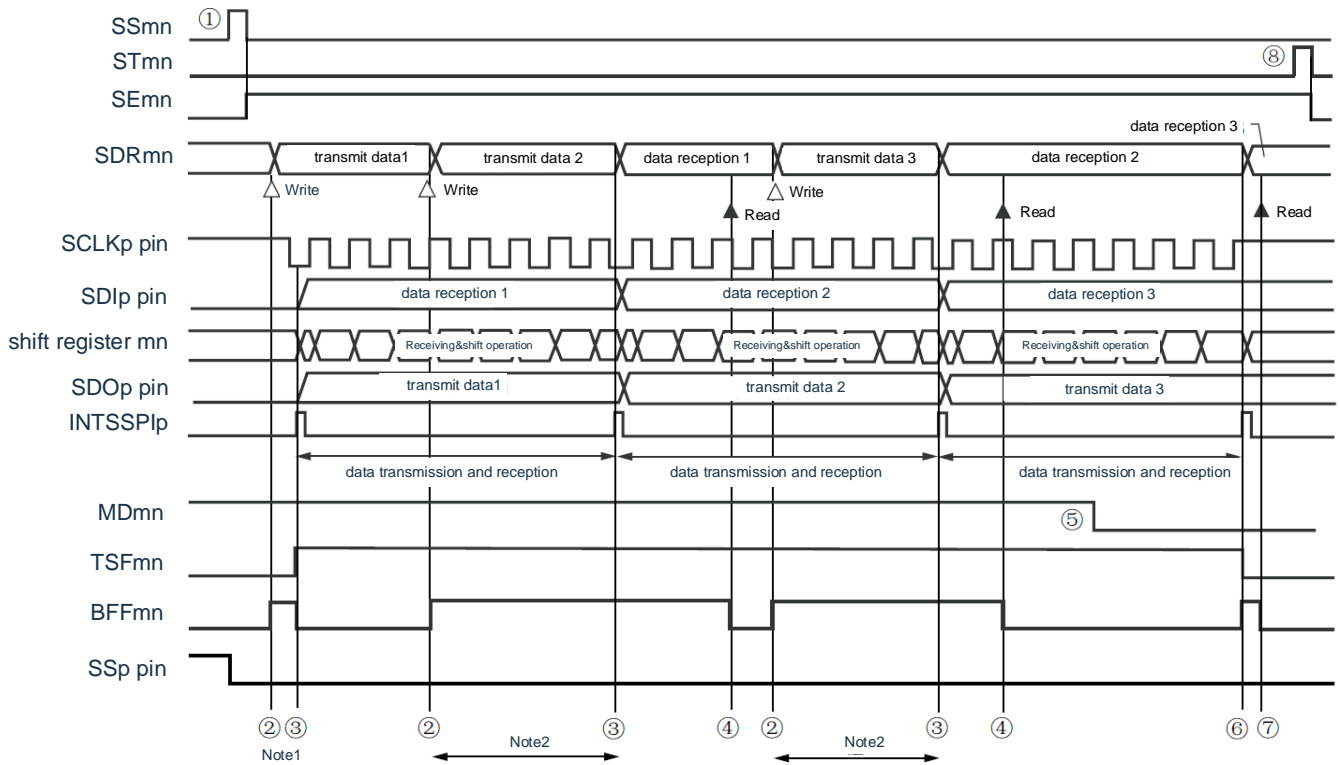 SSmn ①
STmn ⑧
SEmn
data reception 3
SDRmn transmit data1 transmit data 2 data reception 1 transmit data 3 data reception 2
Write Write Write
Read Read Read
SCLKp pin
SDIp pin data reception 1 data reception 2 data reception 3
shift register mn Receiving&shift operation Receiving&shift operation Receiving&shift operation
SDOp pin transmit data1 transmit data 2 transmit data 3
INTSSPIp
data transmission and reception data transmission and reception data transmission and reception
MDmn ⑤
TSFmn
BFFmn
SSp pin
② ③ ② ③ ④ ② ③ ④ ⑥ ⑦
Note1 Note2 Note2